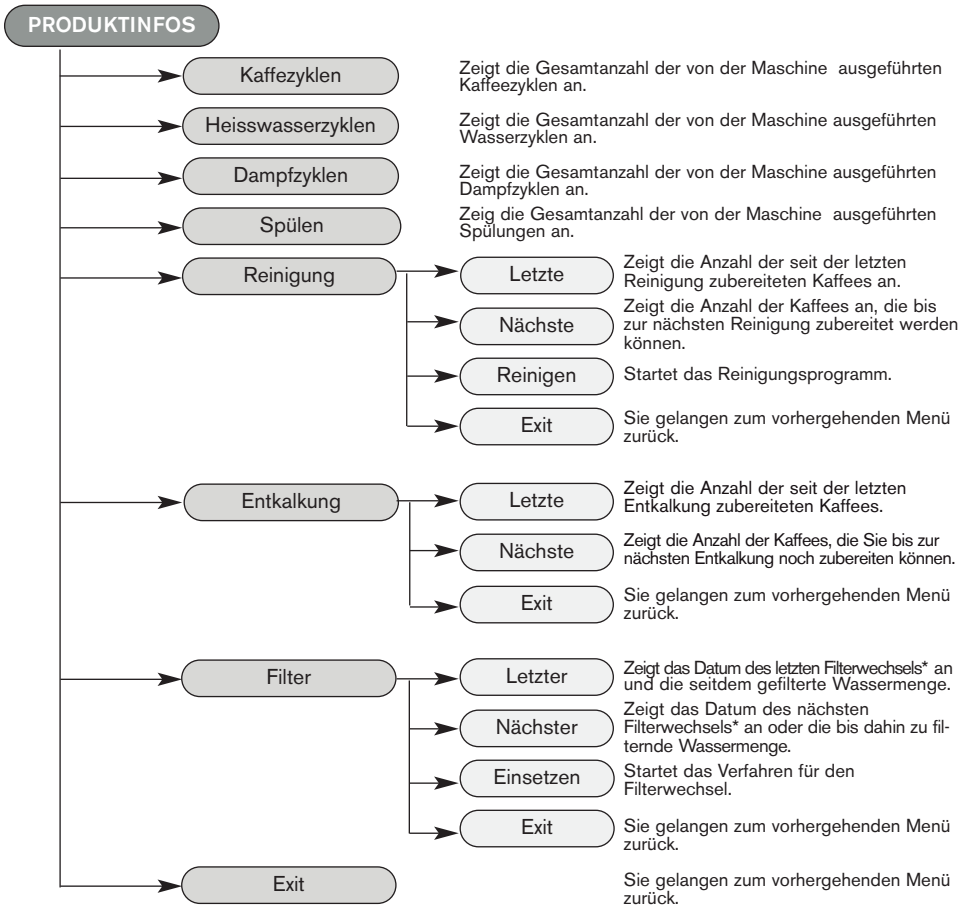 PRODUKTINFOS
Kaffezyklen
Zeigt die Gesamtanzahl der von der Maschine ausgeführten
Kaffeezyklen an.
Heisswasserzyklen
Zeigt die Gesamtanzahl der von der Maschine ausgeführten
Wasserzyklen an.
Dampfzyklen
Zeigt die Gesamtanzahl der von der Maschine ausgeführten
Dampfzyklen an.
Spülen
Zeig die Gesamtanzahl der von der Maschine ausgeführten
Spülungen an.
Reinigung
Letzte
Zeigt die Anzahl der seit der letzten
Reinigung zubereiteten Kaffees an.
Nächste
Zeigt die Anzahl der Kaffees an, die bis
zur nächsten Reinigung zubereitet werden
können.
Reinigen
Startet das Reinigungsprogramm.
Exit
Sie gelangen zum vorhergehenden Menü
zurück.
Entkalkung
Letzte
Zeigt die Anzahl der seit der letzten
Entkalkung zubereiteten Kaffees.
Nächste
Zeigt die Anzahl der Kaffees, die Sie bis zur
nächsten Entkalkung noch zubereiten können.
Exit
Sie gelangen zum vorhergehenden Menü
zurück.
Filter
Letzter
Zeigt das Datum des letzten Filterwechsels* an
und die seitdem gefilterte Wassermenge.
Nächster
Zeigt das Datum des nächsten
Filterwechsels* an oder die bis dahin zu fil-
ternde Wassermenge.
Einsetzen
Startet das Verfahren für den
Filterwechsel.
Exit
Sie gelangen zum vorhergehenden Menü
zurück.
Exit
Sie gelangen zum vorhergehenden Menü
zurück.